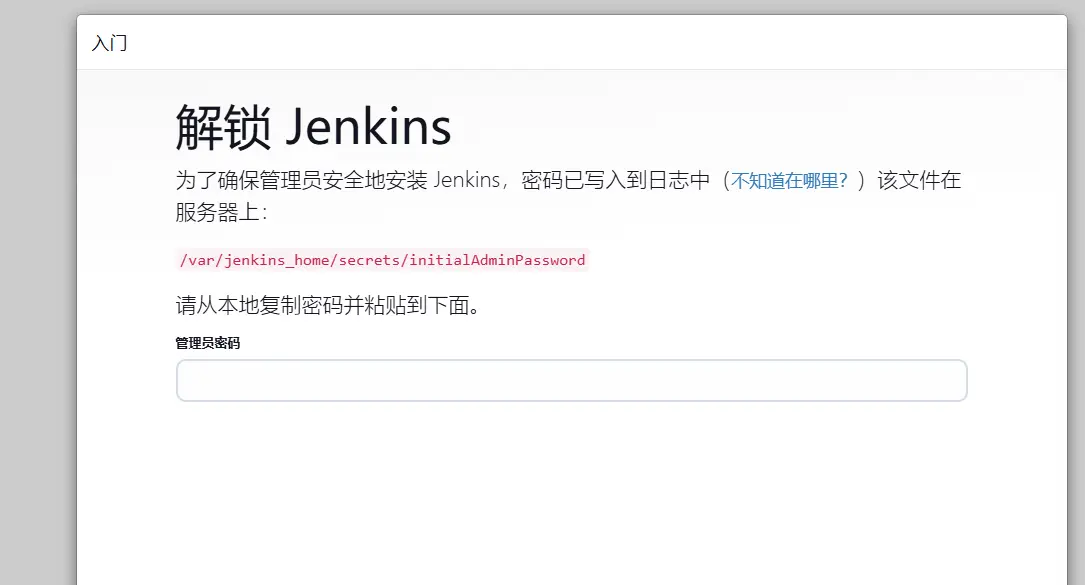 入门
解锁 Jenkins
为了确保管理员安全地安装 Jenkins，密码已写入到日志中（不知道在哪里？）该文件在
服务器上：
/var/jenkins_home/secrets/initialAdminPassword
请从本地复制密码并粘贴到下面。
管理员密码